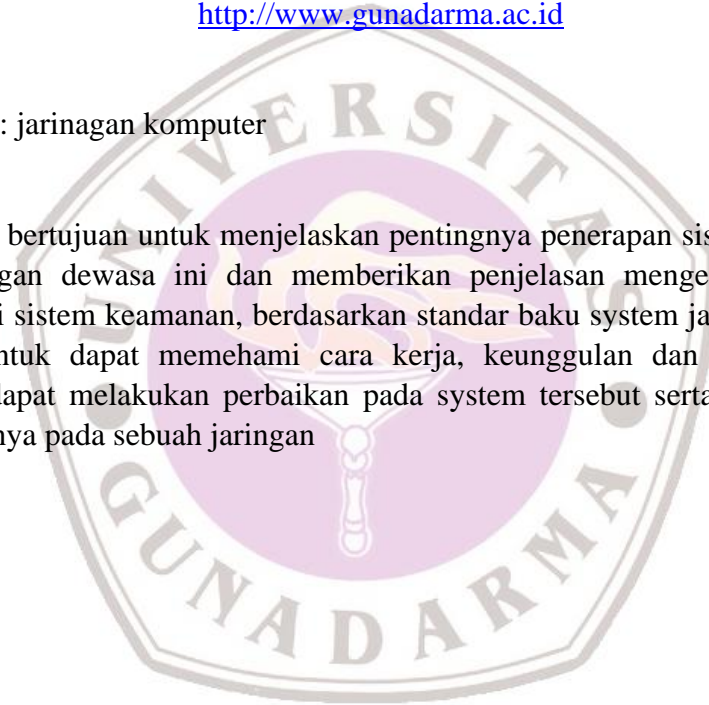 http://www.gunadarma.ac.id
: jarinagan komputer
bertujuan untuk menjelaskan pentingnya penerapan sis
gan dewasa ini dan memberikan penjelasan menge
i sistem keamanan, berdasarkan standar baku system ja
ntuk dapat memehami cara kerja, keunggulan dan
dapat melakukan perbaikan pada system tersebut serta
nya pada sebuah jaringan
UNIVERSITAS
GUNADARMA